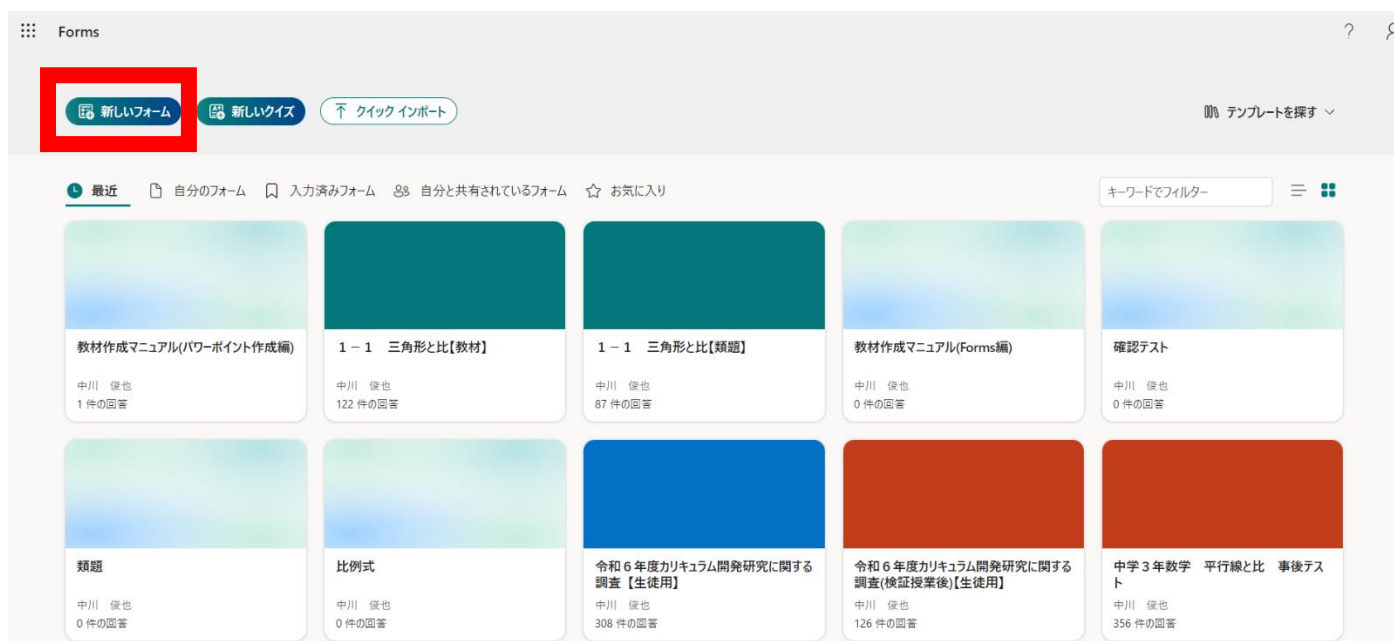 Forms
?
新しいフォーム
新しいクイズ
クイック インポート
テンプレートを探す
最近
自分のフォーム
入力済みフォーム
自分と共有されているフォーム
お気に入り
キーワードでフィルター
教材作成マニュアル(パワーポイント作成編)
中川　俊也
1 件の回答
１－１　三角形と比【教材】
中川　俊也
122 件の回答
１－１　三角形と比【類題】
中川　俊也
87 件の回答
教材作成マニュアル(Forms編)
中川　俊也
0 件の回答
確認テスト
中川　俊也
0 件の回答
類題
中川　俊也
0 件の回答
比例式
中川　俊也
0 件の回答
令和６年度カリキュラム開発研究に関する
調査【生徒用】
中川　俊也
308 件の回答
令和６年度カリキュラム開発研究に関する
調査(検証授業後)【生徒用】
中川　俊也
126 件の回答
中学３年数学　平行線と比　事後テス
ト
中川　俊也
356 件の回答